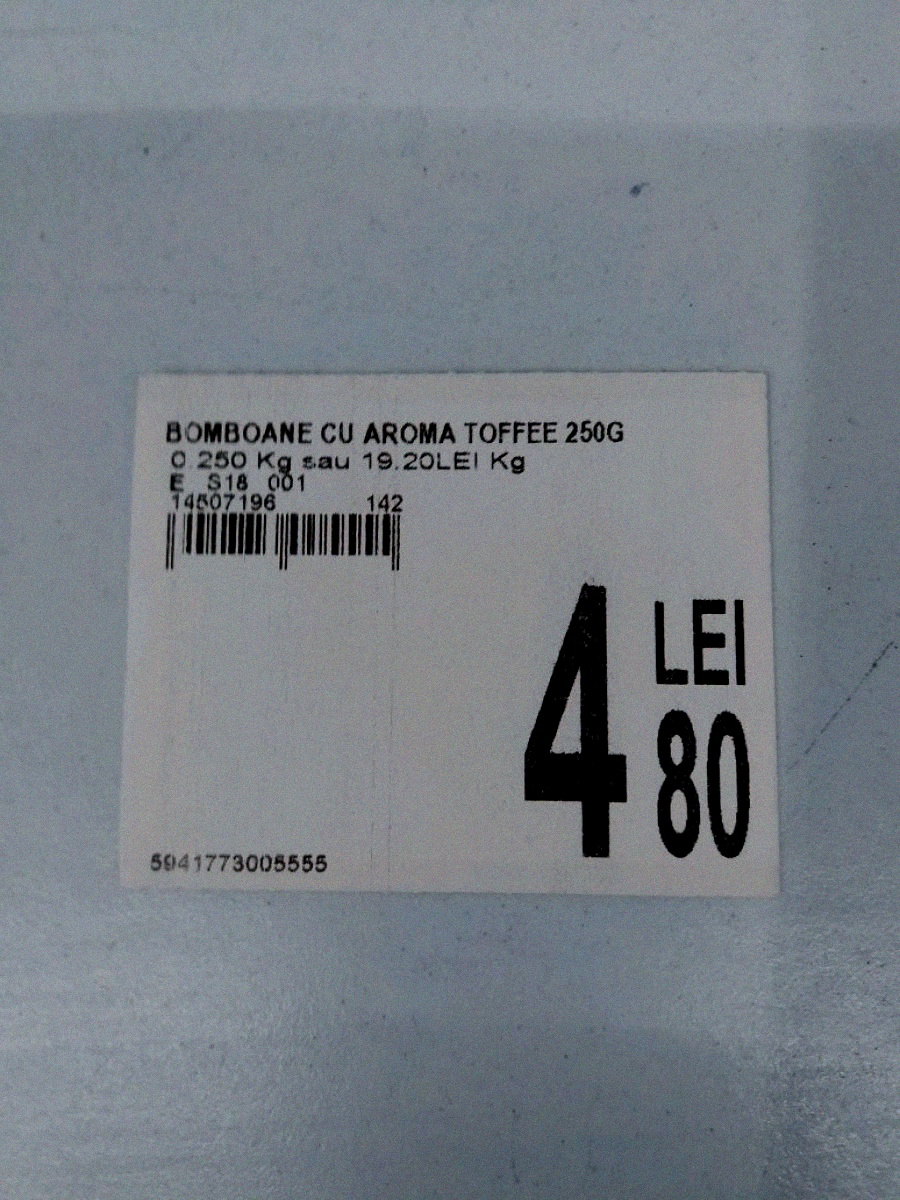 BOMBOANE CU AROMA TOFFEE 250G
0.250 Kg sau 19.20LEI Kg
E S18 001
14507196 142
4 LEI 80
5941773005555